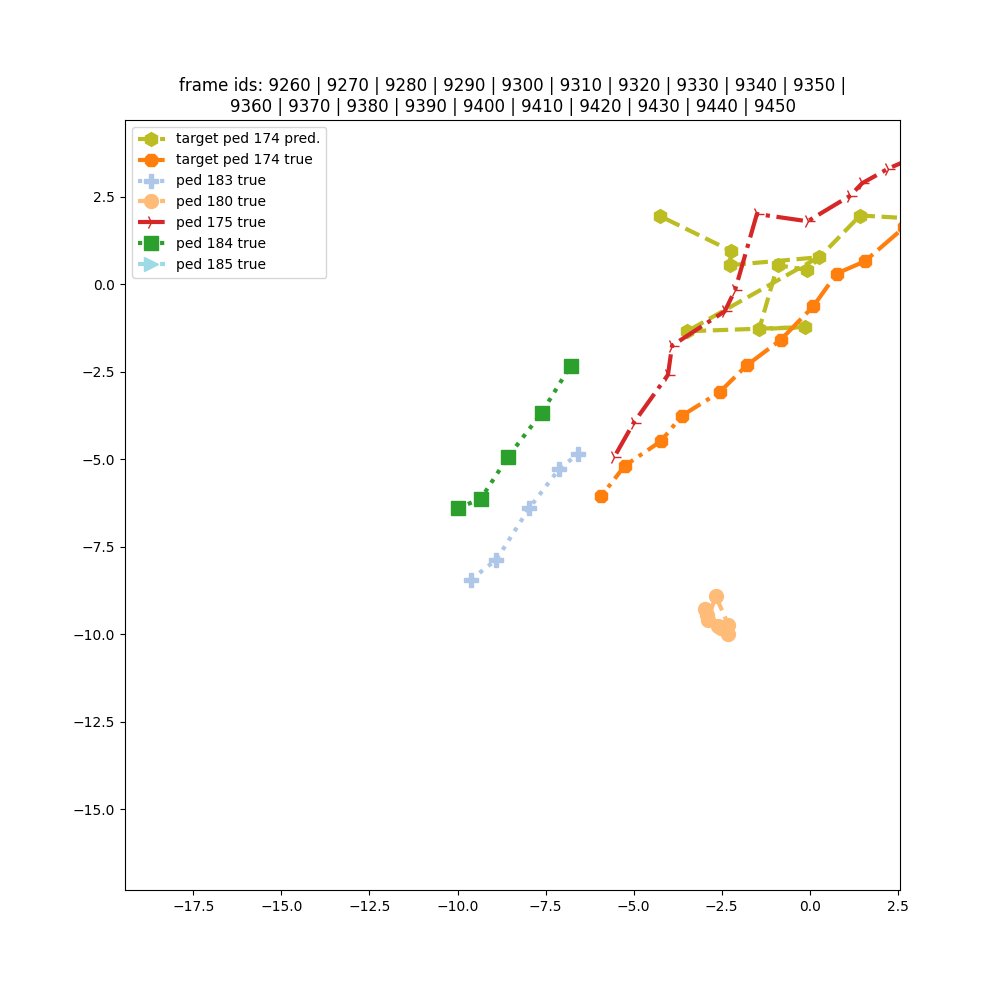 frame ids: 9260 | 9270 | 9280 | 9290 | 9300 | 9310 | 9320 | 9330 | 9340 | 9350 |
9360 | 9370 | 9380 | 9390 | 9400 | 9410 | 9420 | 9430 | 9440 | 9450
target ped 174 pred.
target ped 174 true
ped 183 true
ped 180 true
ped 175 true
ped 184 true
ped 185 true
2.5
0.0
−2.5
−5.0
−7.5
−10.0
−12.5
−15.0
−17.5 −15.0 −12.5 −10.0 −7.5 −5.0 −2.5 0.0 2.5